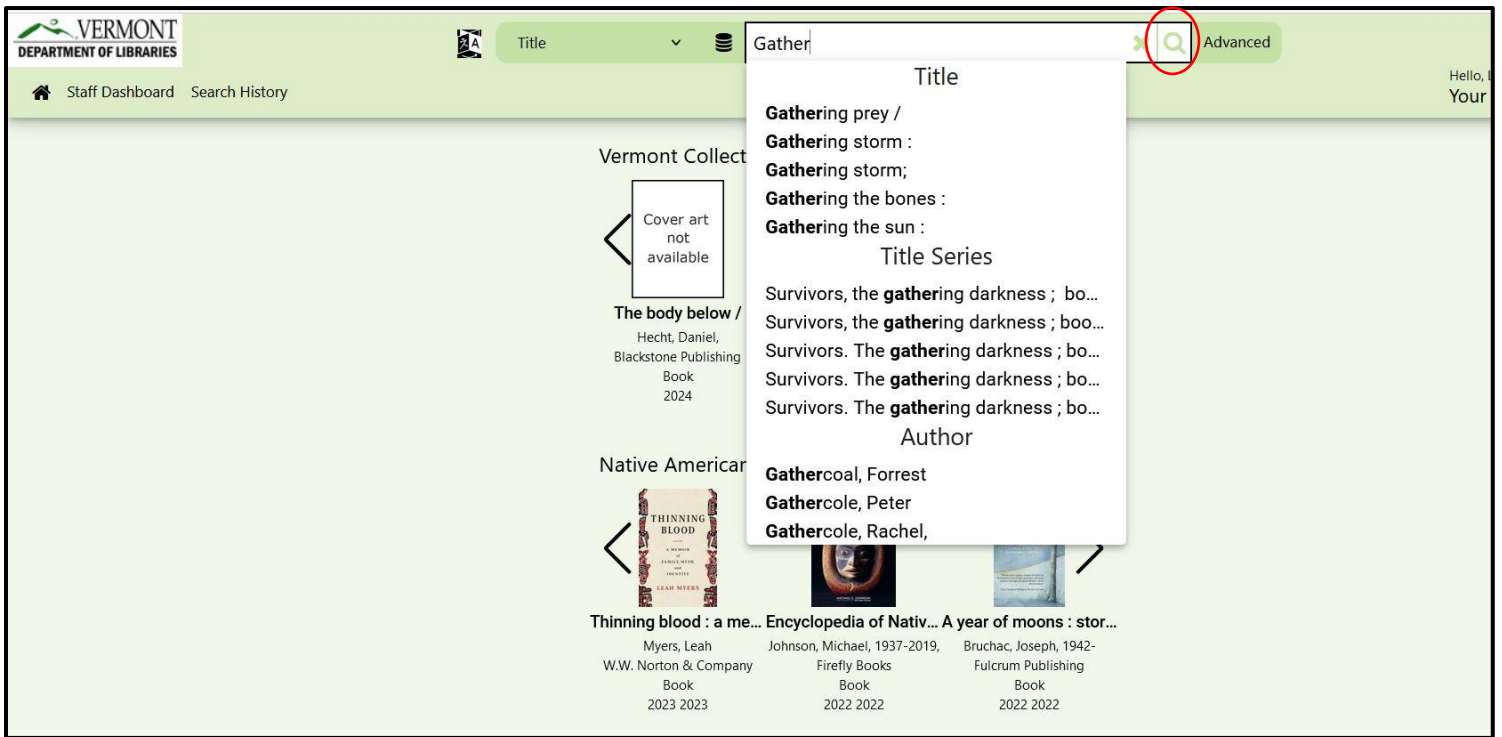 VERMONT
DEPARTMENT OF LIBRARIES
Title
Gather
Advanced
Staff Dashboard Search History
Hello, L
Your
Title
Gathering prey /
Gathering storm :
Gathering storm;
Gathering the bones :
Gathering the sun :
Title Series
Survivors, the gathering darkness ; bo...
Survivors, the gathering darkness ; boo...
Survivors. The gathering darkness ; bo...
Survivors. The gathering darkness ; bo...
Survivors. The gathering darkness ; bo...
Author
Gathercoal, Forrest
Gathercole, Peter
Gathercole, Rachel,
Vermont Collect
Cover art
not
available
The body below /
Hecht, Daniel,
Blackstone Publishing
Book
2024
Native American
THINNING
BLOOD
A MEMOIR
of
FAMILY, MYTH,
and
IDENTITY
LEAH MYERS
Thinning blood : a me...
Myers, Leah
W.W. Norton & Company
Book
2023 2023
Encyclopedia of Nativ...
Johnson, Michael, 1937-2019,
Firefly Books
Book
2022 2022
A year of moons : stor...
Bruchac, Joseph, 1942-
Fulcrum Publishing
Book
2022 2022